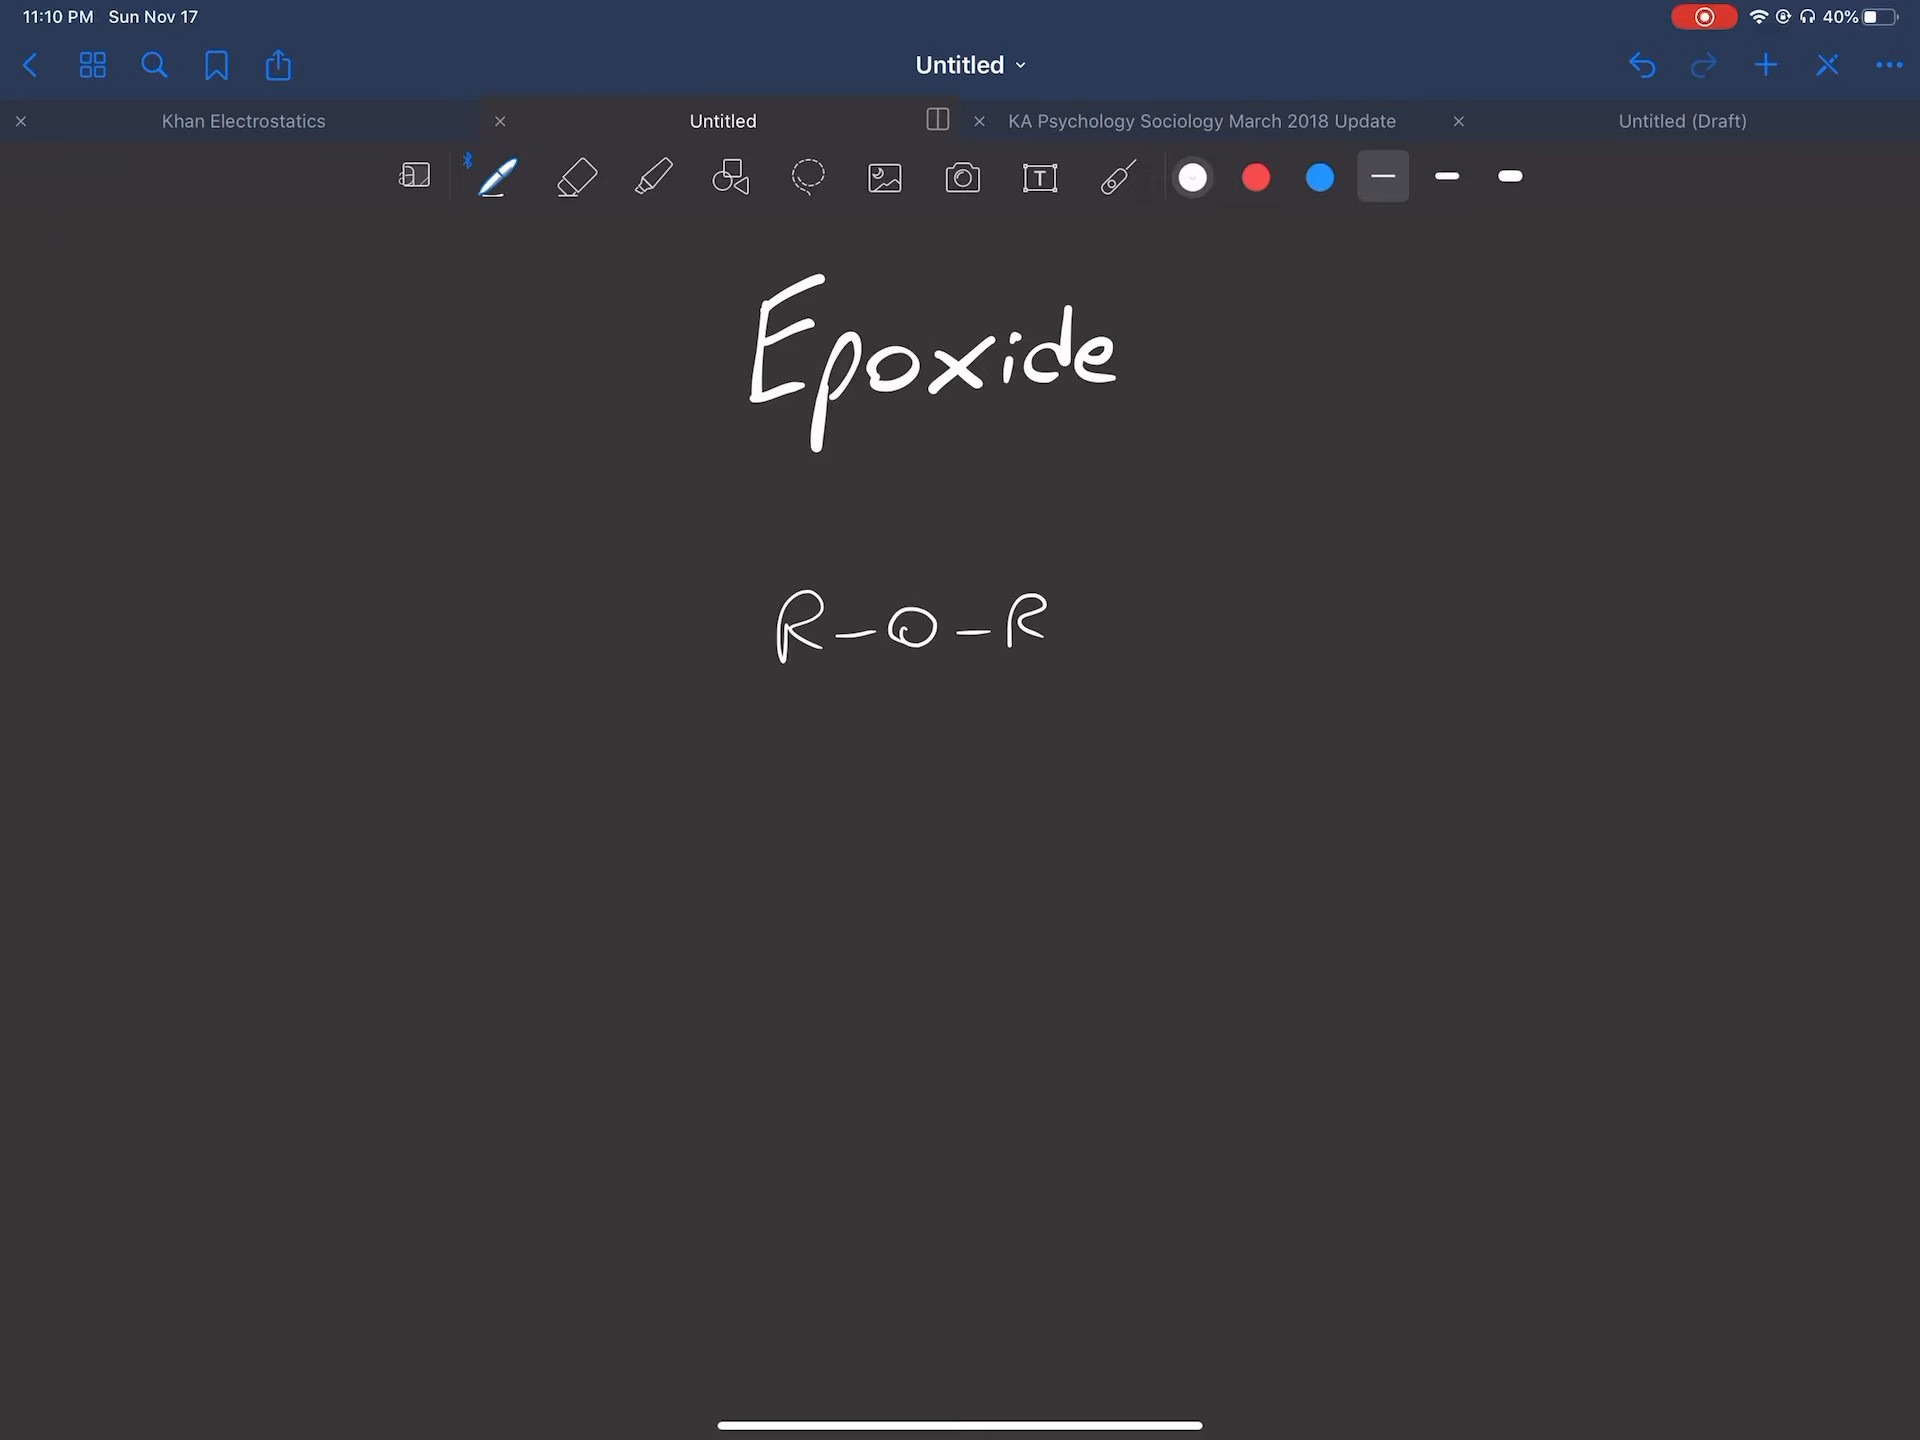 11:10 PM Sun Nov 17 40%
Untitled
Khan Electrostatics Untitled KA Psychology Sociology March 2018 Update Untitled (Draft)
Epoxide
R-O-R